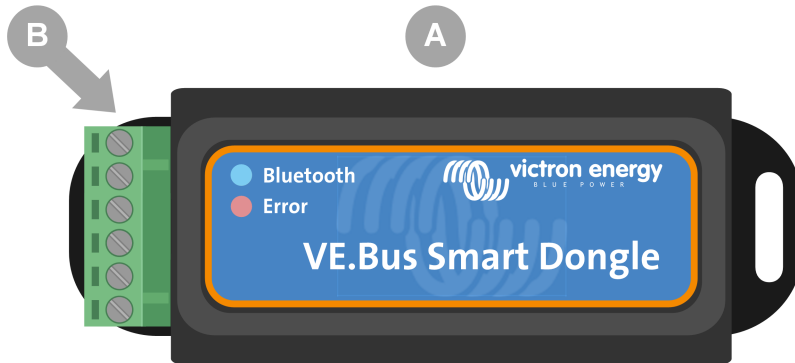 B
A
Bluetooth
Error
victron energy
BLUE POWER
VE.Bus Smart Dongle